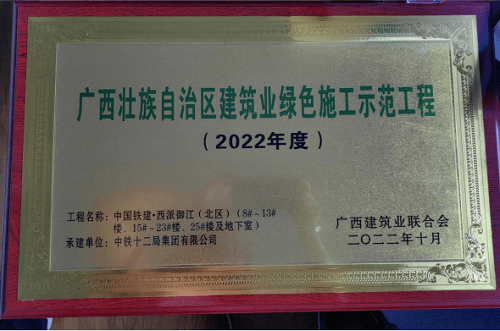 广西壮族自治区建筑业绿色施工示范工程
（2022年度）
工程名称：中国铁建·西派御江（北区）（8#－13#
楼、15#－23#楼、25#楼及地下室）
承建单位：中铁十二局集团有限公司
广西建筑业联合会
二〇二二年十月